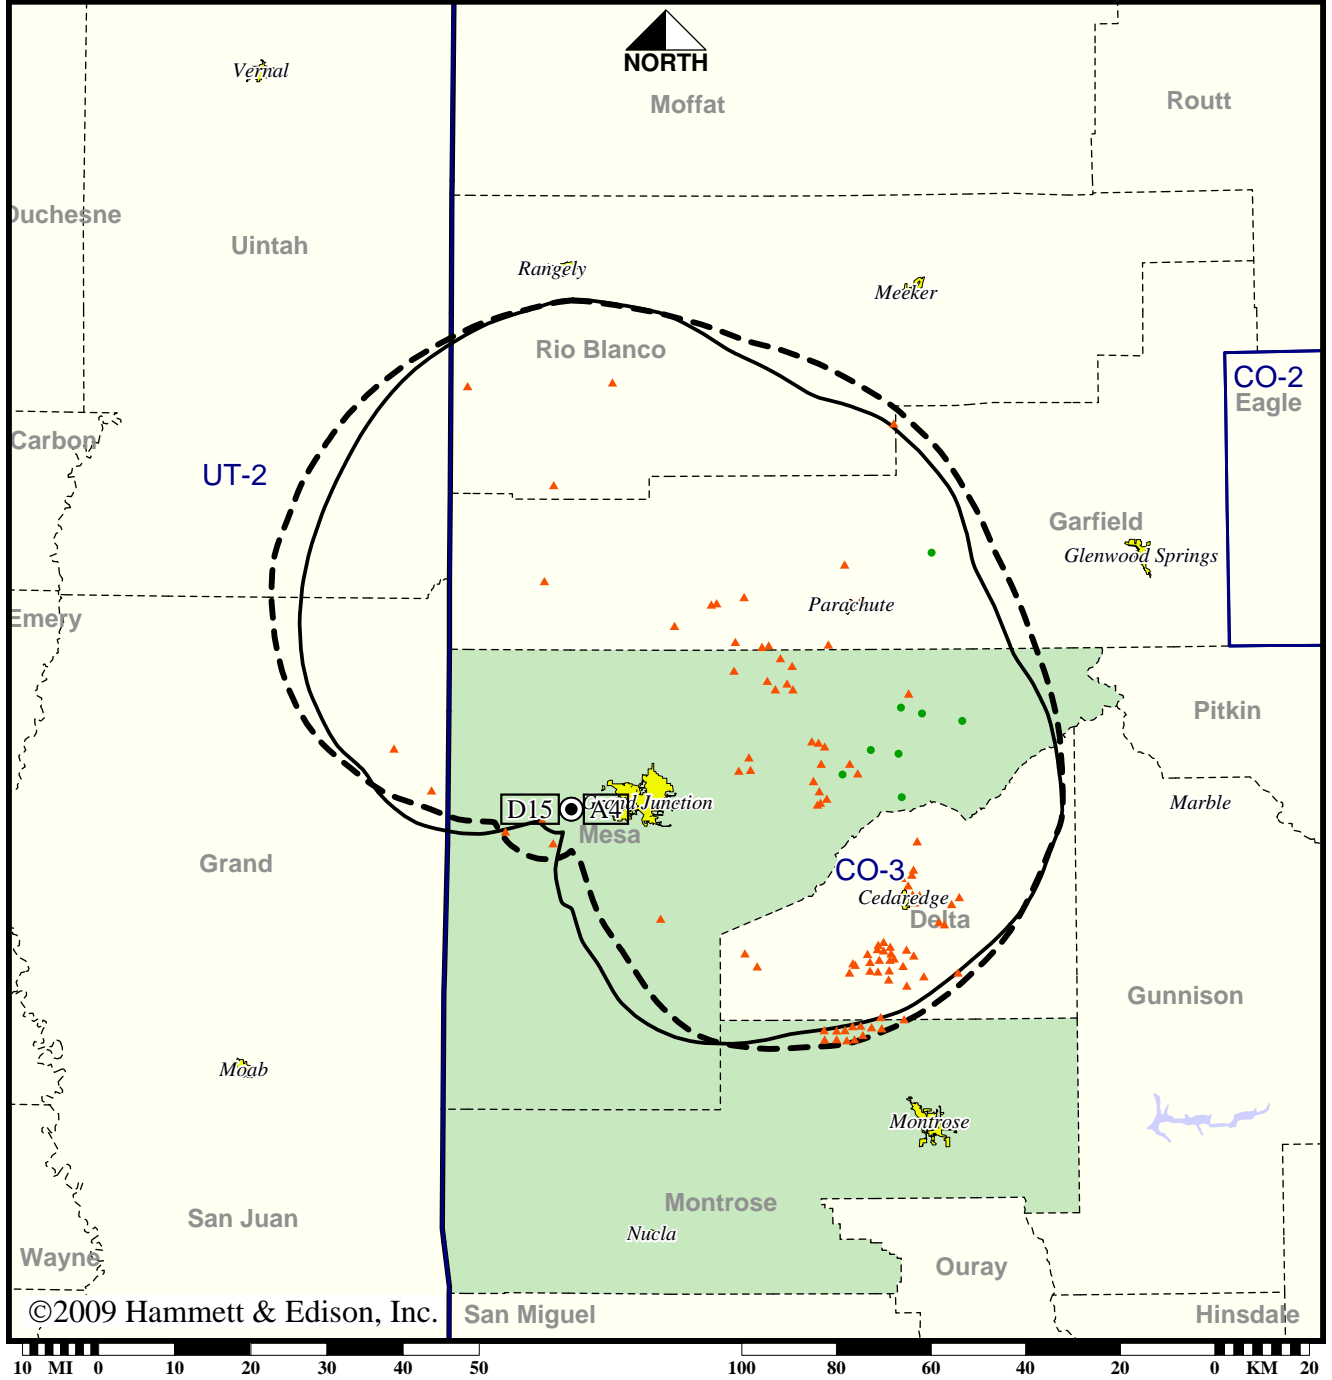 Vernal
NORTH
Moffat
Routt
Duchesne
Uintah
Rangely
Meeker
Rio Blanco
CO-2
Eagle
Carbon
UT-2
Garfield
Glenwood Springs
Parachute
Emery
Pitkin
D15
A4
Grand Junction
Marble
Mesa
Grand
CO-3
Cedaredge
Delta
Gunnison
Moab
Montrose
Montrose
San Juan
Nucla
Wayne
Ouray
©2009 Hammett & Edison, Inc.
San Miguel
Hinsdale
10 MI 0 10 20 30 40 50 100 80 60 40 20 0 KM 20